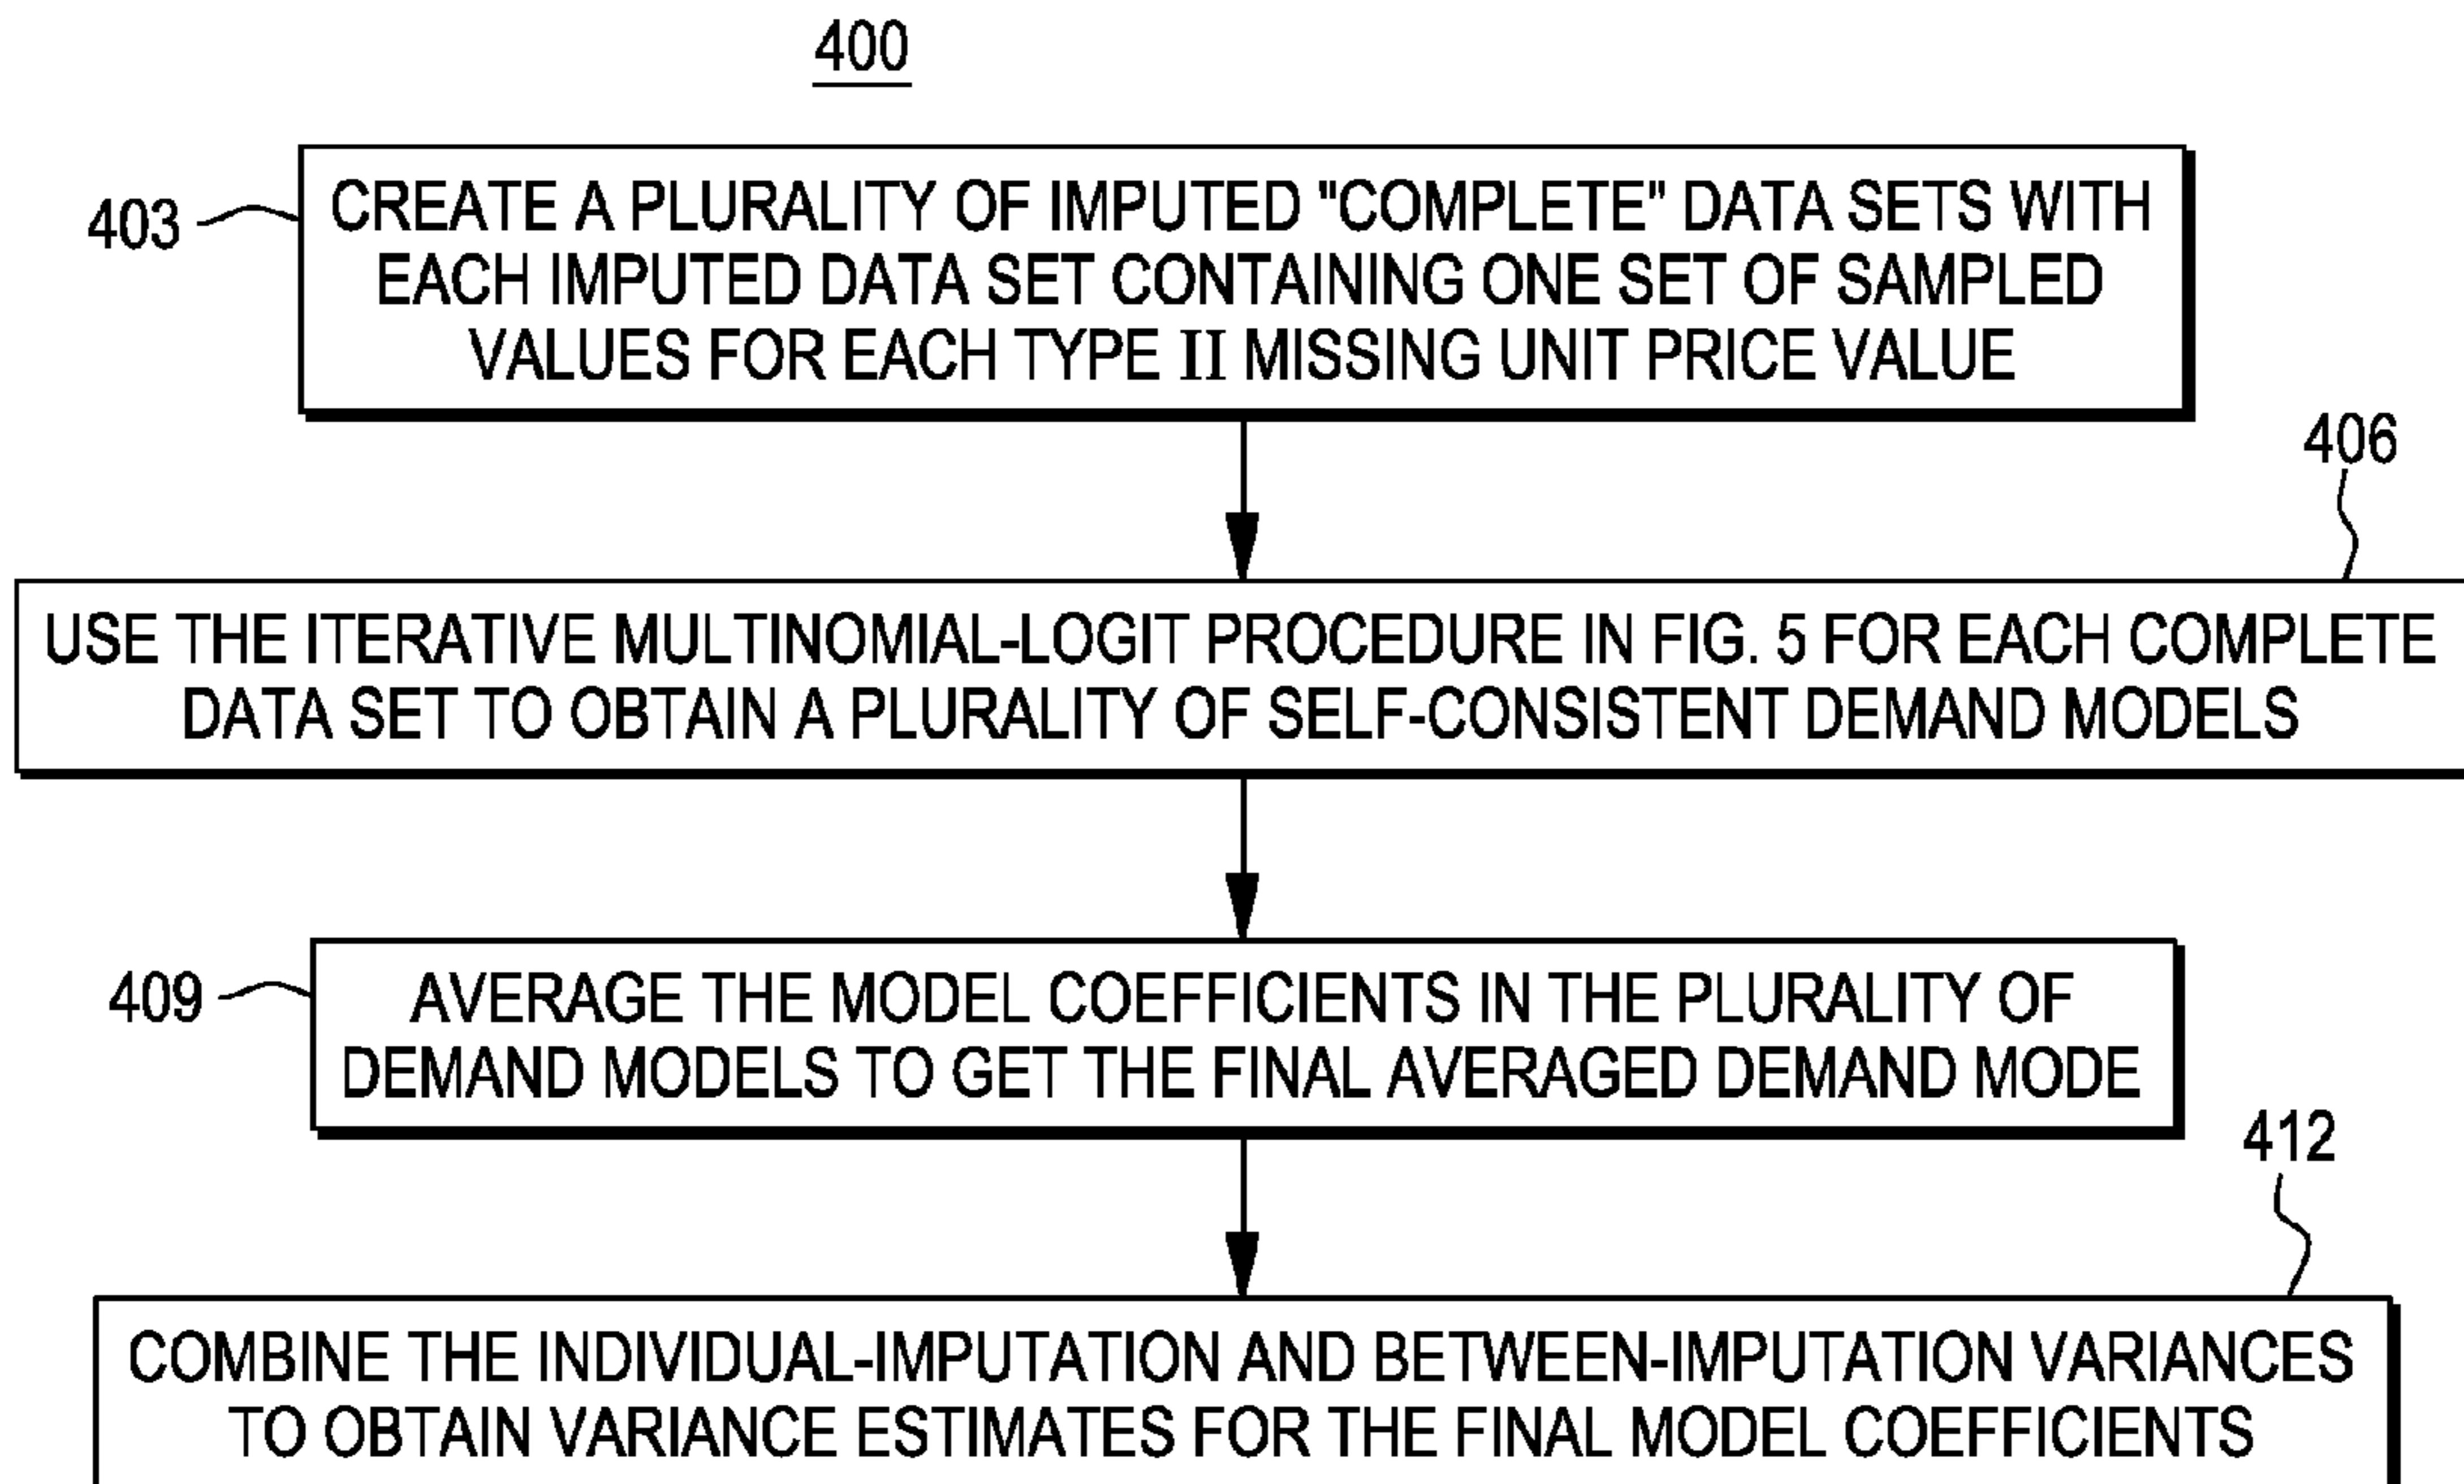 400
403
CREATE A PLURALITY OF IMPUTED "COMPLETE" DATA SETS WITH
EACH IMPUTED DATA SET CONTAINING ONE SET OF SAMPLED
VALUES FOR EACH TYPE II MISSING UNIT PRICE VALUE
406
USE THE ITERATIVE MULTINOMIAL-LOGIT PROCEDURE IN FIG. 5 FOR EACH COMPLETE
DATA SET TO OBTAIN A PLURALITY OF SELF-CONSISTENT DEMAND MODELS
409
AVERAGE THE MODEL COEFFICIENTS IN THE PLURALITY OF
DEMAND MODELS TO GET THE FINAL AVERAGED DEMAND MODE
412
COMBINE THE INDIVIDUAL-IMPUTATION AND BETWEEN-IMPUTATION VARIANCES
TO OBTAIN VARIANCE ESTIMATES FOR THE FINAL MODEL COEFFICIENTS